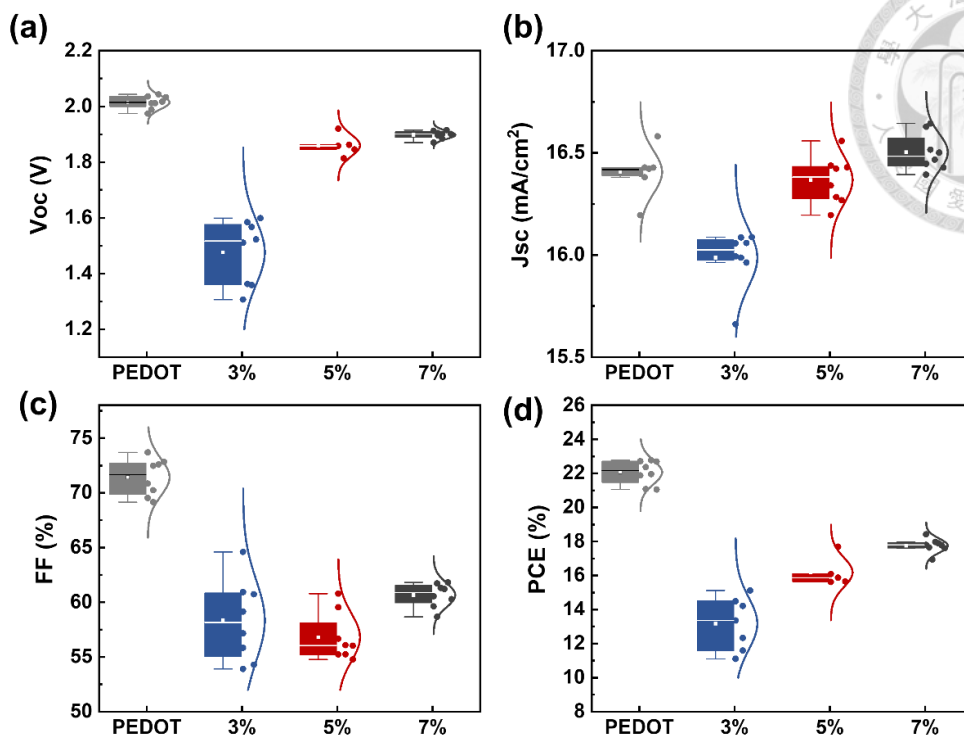 (a)
Voc (V)
2.2
2.0
1.8
1.6
1.4
1.2
PEDOT 3% 5% 7%
(b)
Jsc (mA/cm²)
17.0
16.5
16.0
15.5
PEDOT 3% 5% 7%
大
學
愛
(c)
FF (%)
75
70
65
60
55
50
PEDOT 3% 5% 7%
(d)
PCE (%)
26
24
22
20
18
16
14
12
10
8
PEDOT 3% 5% 7%